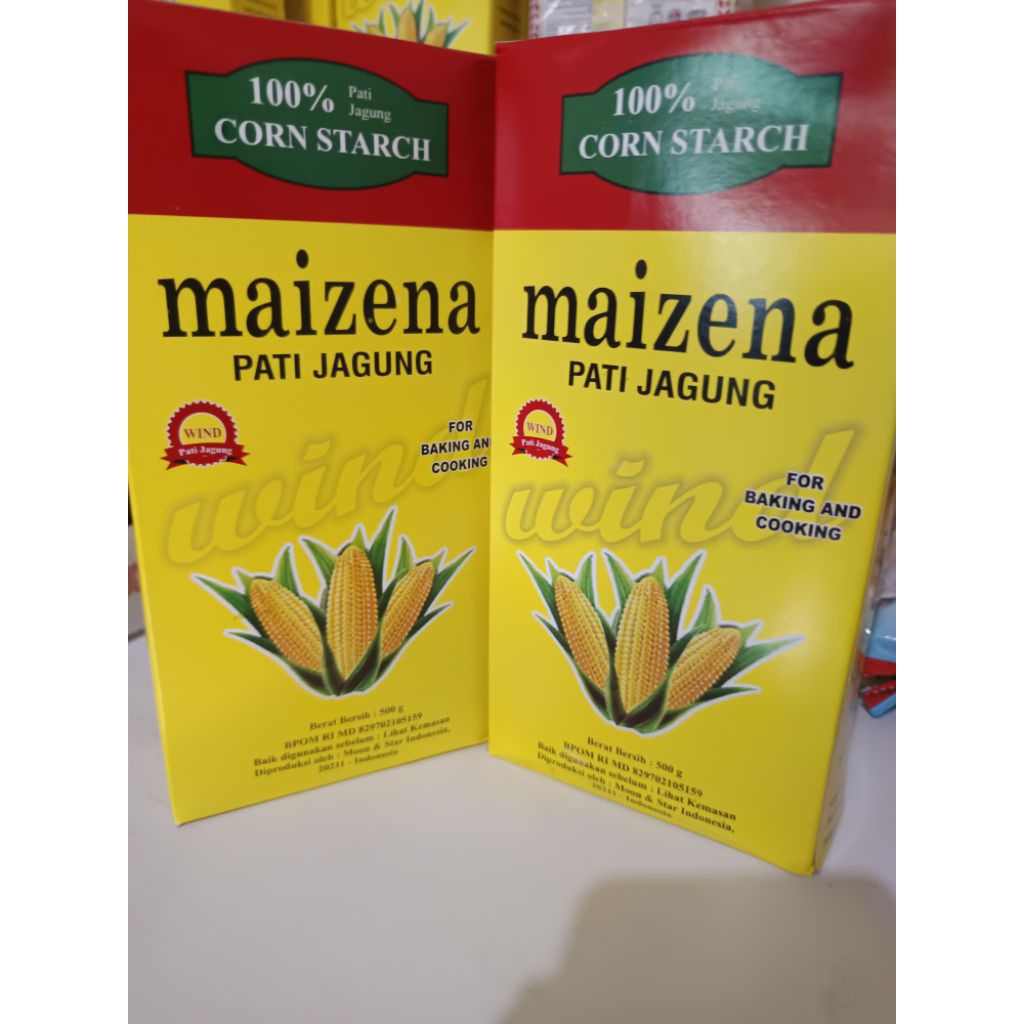 100% Pati
Jagung
CORN STARCH
maizena
PATI JAGUNG
WIND
Pati Jagung
wind
FOR
BAKING AN
COOKING
Berat Bersih : 500 g
BPOM RI MD 829702105159
Baik digunakan sebelum : Lihat Kemasan
Diproduksi oleh : Moon & Star Indonesia,
20211 - Indonesia
100% Pati
Jagung
CORN STARCH
maizena
PATI JAGUNG
WIND
Pati Jagung
wind
FOR
BAKING AND
COOKING
Berat Bersih : 500 g
BPOM RI MD 829702105159
Baik digunakan sebelum : Lihat Kemasan
Diproduksi oleh : Moon & Star Indonesia,
20211 - Indonesia